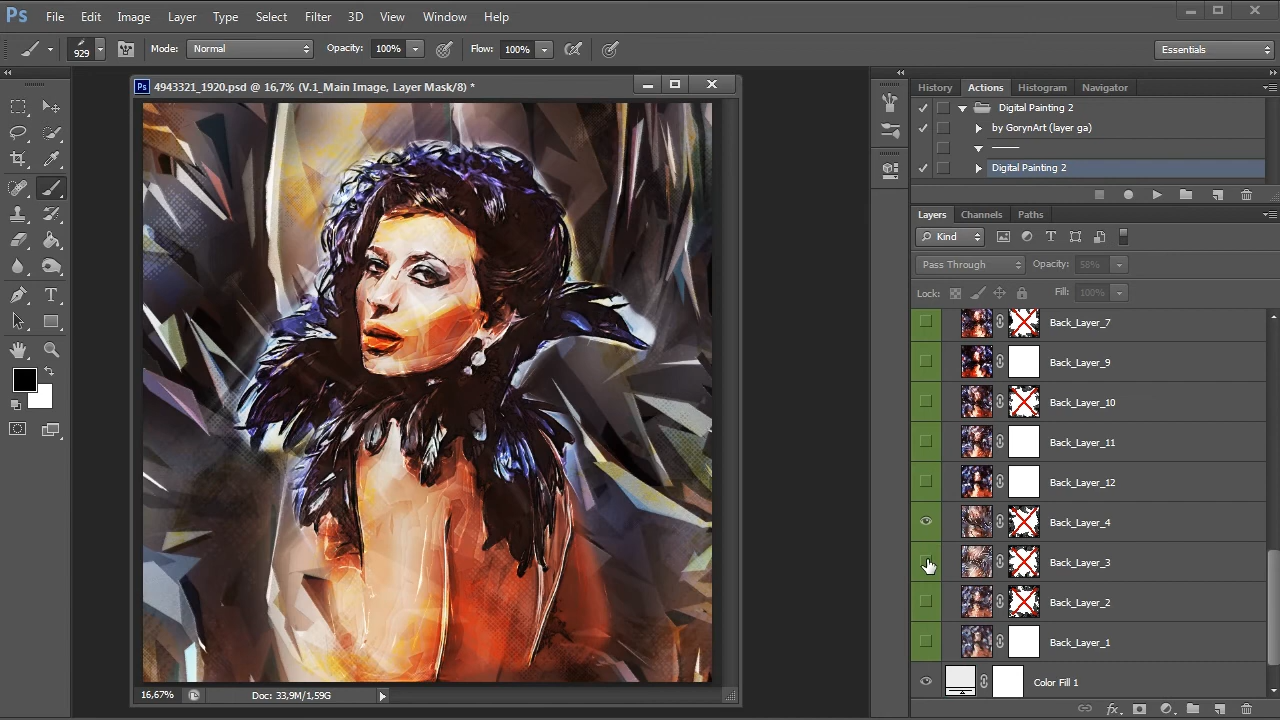 Ps File Edit Image Layer Type Select Filter 3D View Window Help
929 Mode: Normal Opacity: 100% Flow: 100% Essentials
Ps 4943321_1920.psd @ 16,7% (V.1_Main Image, Layer Mask/8) *
History Actions Histogram Navigator
Digital Painting 2
by GorynArt (layer ga)
Digital Painting 2
Layers Channels Paths
Kind
Pass Through Opacity: 58%
Lock: Fill: 100%
Back_Layer_7
Back_Layer_9
Back_Layer_10
Back_Layer_11
Back_Layer_12
Back_Layer_4
Back_Layer_3
Back_Layer_2
Back_Layer_1
Color Fill 1
16,67% Doc: 33,9M/1,59G